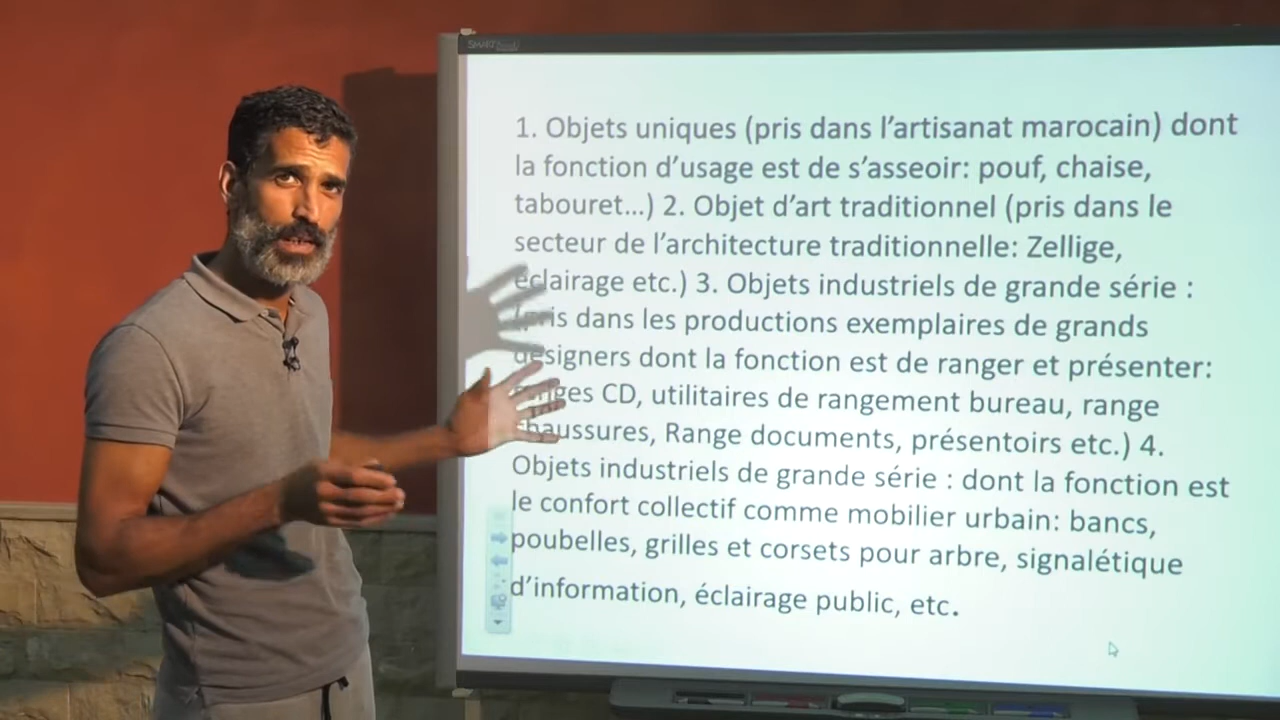 SMART Board
1. Objets uniques (pris dans l'artisanat marocain) dont
la fonction d'usage est de s'asseoir: pouf, chaise,
tabouret...) 2. Objet d'art traditionnel (pris dans le
secteur de l'architecture traditionnelle: Zellige,
éclairage etc.) 3. Objets industriels de grande série :
(pris dans les productions exemplaires de grands
designers dont la fonction est de ranger et présenter:
ranges CD, utilitaires de rangement bureau, range
chaussures, Range documents, présentoirs etc.) 4.
Objets industriels de grande série : dont la fonction est
le confort collectif comme mobilier urbain: bancs,
poubelles, grilles et corsets pour arbre, signalétique
d'information, éclairage public, etc.